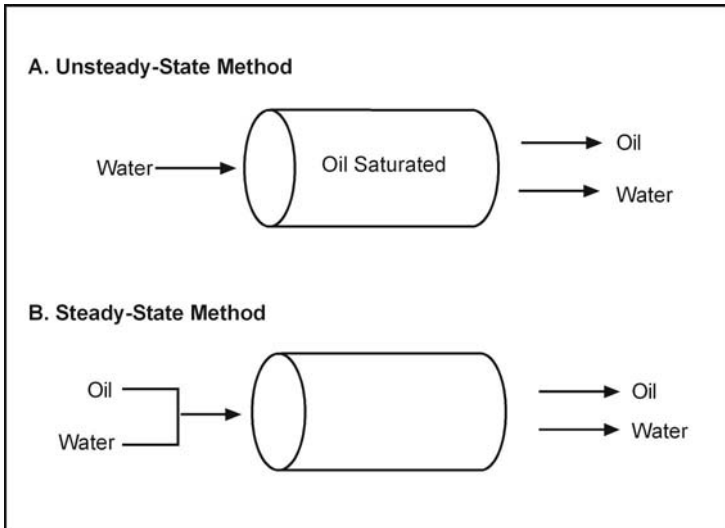 A. Unsteady-State Method
Water
Oil Saturated
Oil
Water
B. Steady-State Method
Oil
Water
Oil
Water